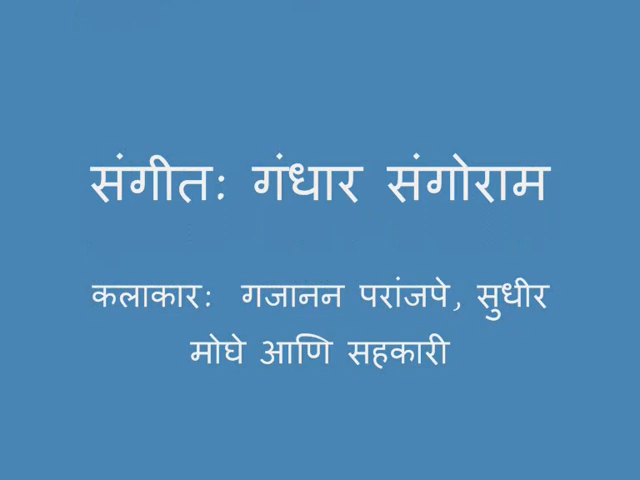 संगीत: गंधार संगोराम
कलाकार: गजानन परांजपे, सुधीर
मोघे आणि सहकारी